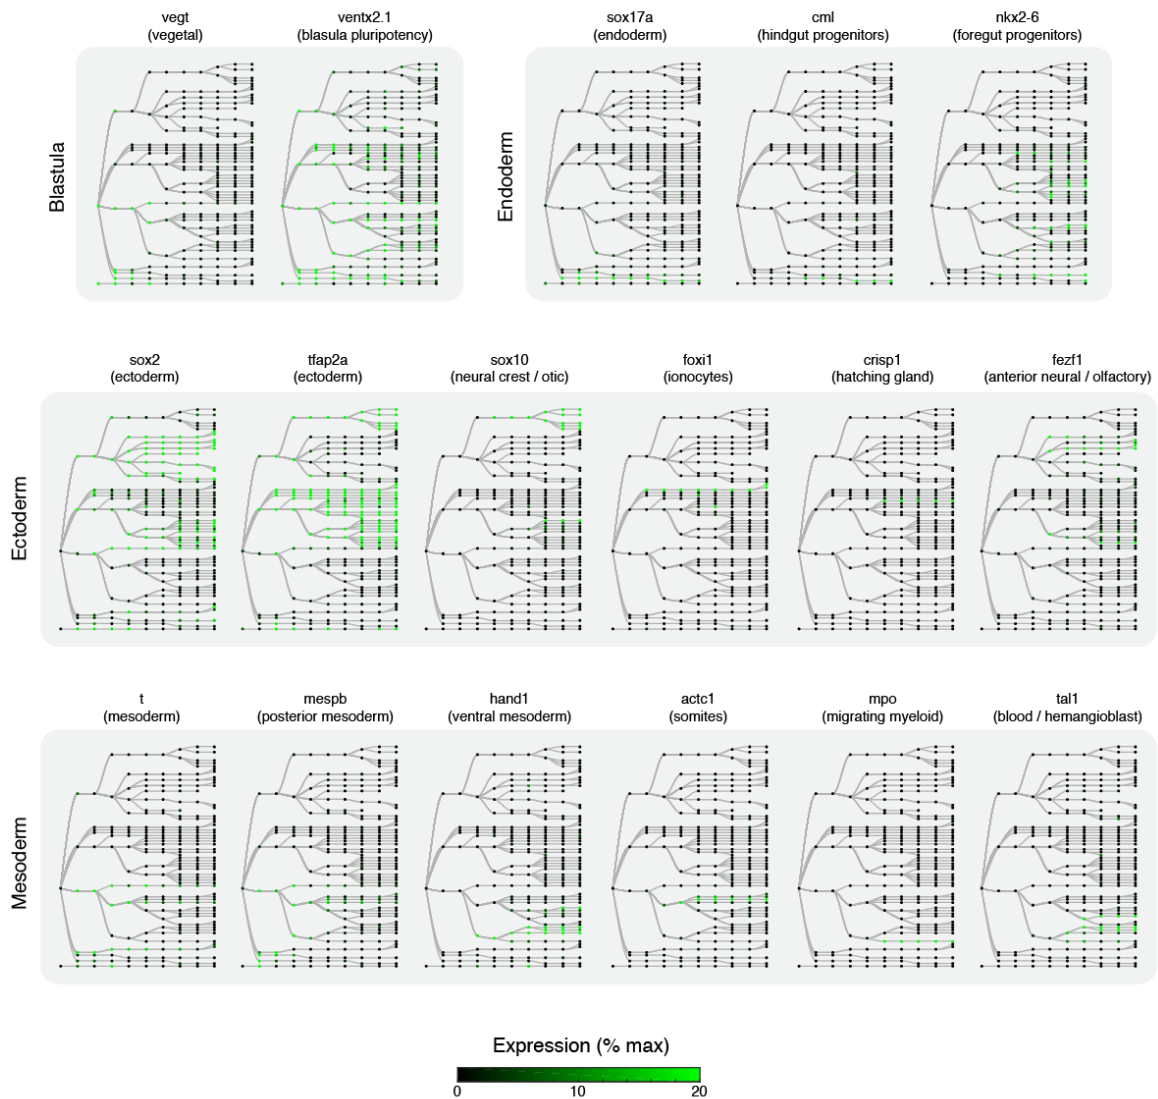 vegt
(vegetal)
ventx2.1
(blasula pluripotency)
sox17a
(endoderm)
cml
(hindgut progenitors)
nkx2-6
(foregut progenitors)
Blastula
Endoderm
sox2
(ectoderm)
tfap2a
(ectoderm)
sox10
(neural crest / otic)
foxi1
(ionocytes)
crisp1
(hatching gland)
fezf1
(anterior neural / olfactory)
Ectoderm
t
(mesoderm)
mespb
(posterior mesoderm)
hand1
(ventral mesoderm)
actc1
(somites)
mpo
(migrating myeloid)
tal1
(blood / hemangioblast)
Mesoderm
Expression (% max)
0 10 20